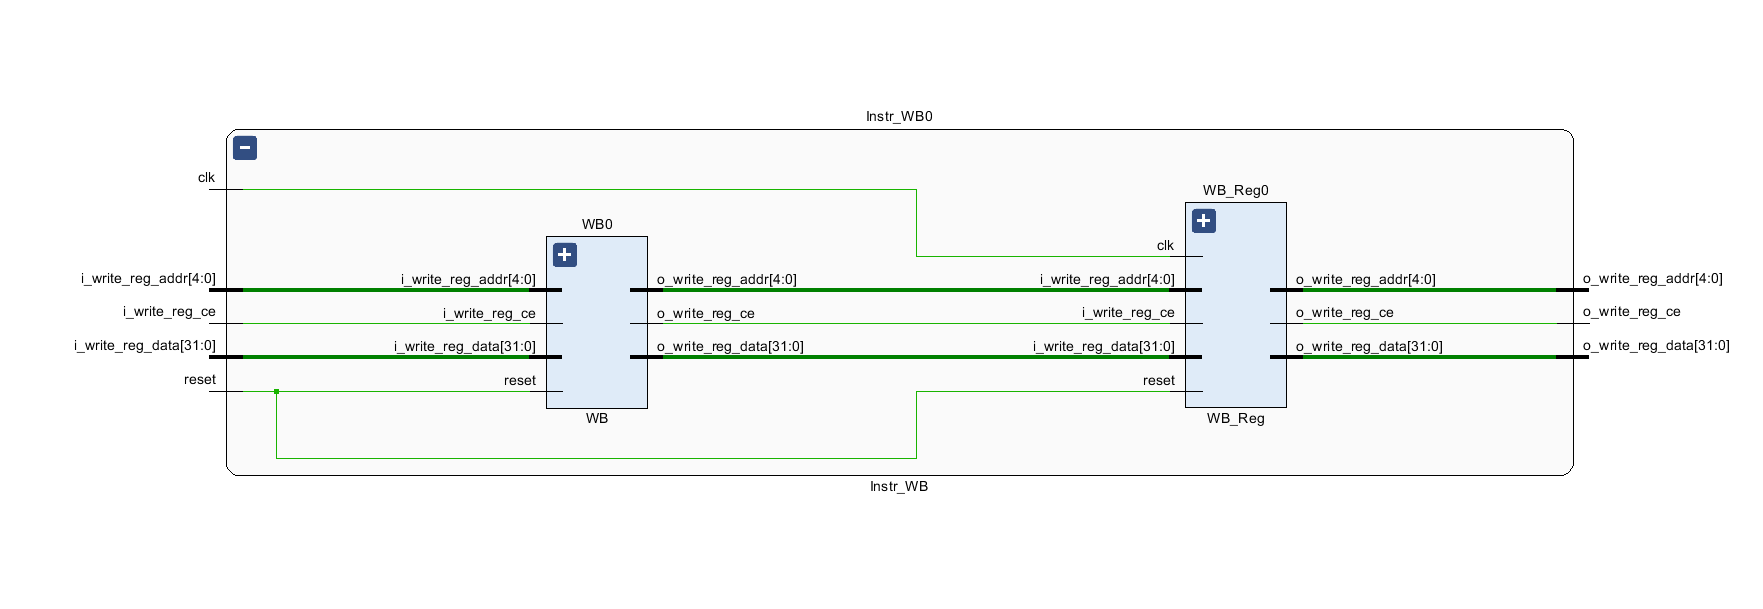 Instr_WB0
clk
WB_Reg0
WB0
clk
i_write_reg_addr[4:0]
i_write_reg_addr[4:0]
o_write_reg_addr[4:0]
i_write_reg_addr[4:0]
o_write_reg_addr[4:0]
o_write_reg_addr[4:0]
i_write_reg_ce
i_write_reg_ce
o_write_reg_ce
i_write_reg_ce
o_write_reg_ce
o_write_reg_ce
i_write_reg_data[31:0]
i_write_reg_data[31:0]
o_write_reg_data[31:0]
i_write_reg_data[31:0]
o_write_reg_data[31:0]
o_write_reg_data[31:0]
reset
reset
reset
WB
WB_Reg
Instr_WB